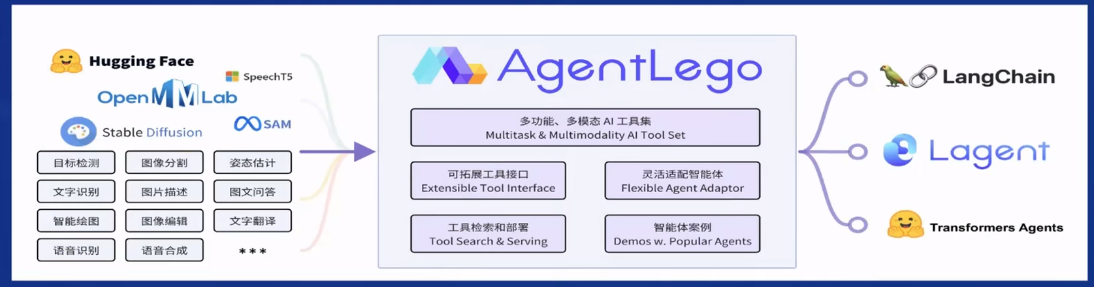 Hugging Face
SpeechT5
OpenMMLab
Stable Diffusion
SAM
目标检测
图像分割
姿态估计
文字识别
图片描述
图文问答
智能绘图
图像编辑
文字翻译
语音识别
语音合成
***
AgentLego
多功能、多模态 AI 工具集
Multitask & Multimodality AI Tool Set
可拓展工具接口
Extensible Tool Interface
灵活适配智能体
Flexible Agent Adaptor
工具检索和部署
Tool Search & Serving
智能体案例
Demos w. Popular Agents
LangChain
Lagent
Transformers Agents